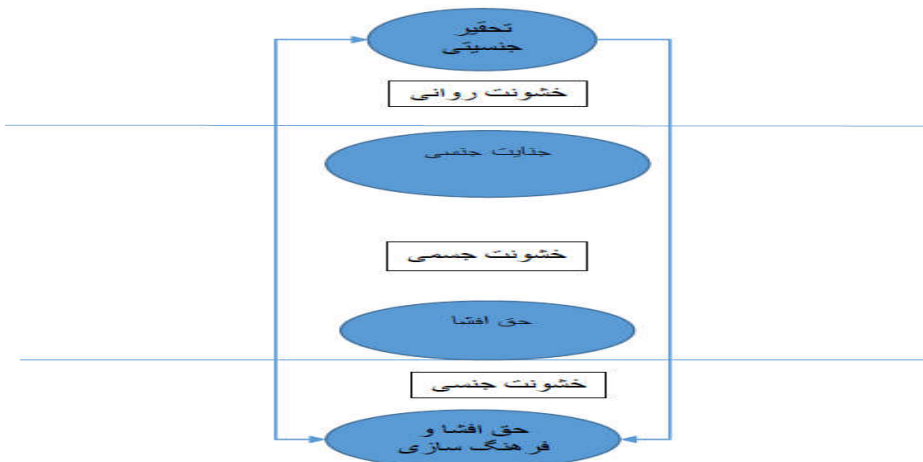 تحقیر
جنسیتی
خشونت روانی
جنایت جنسی
خشونت جسمی
حق افشا
خشونت جنسی
حق افشا و
فرهنگ سازی